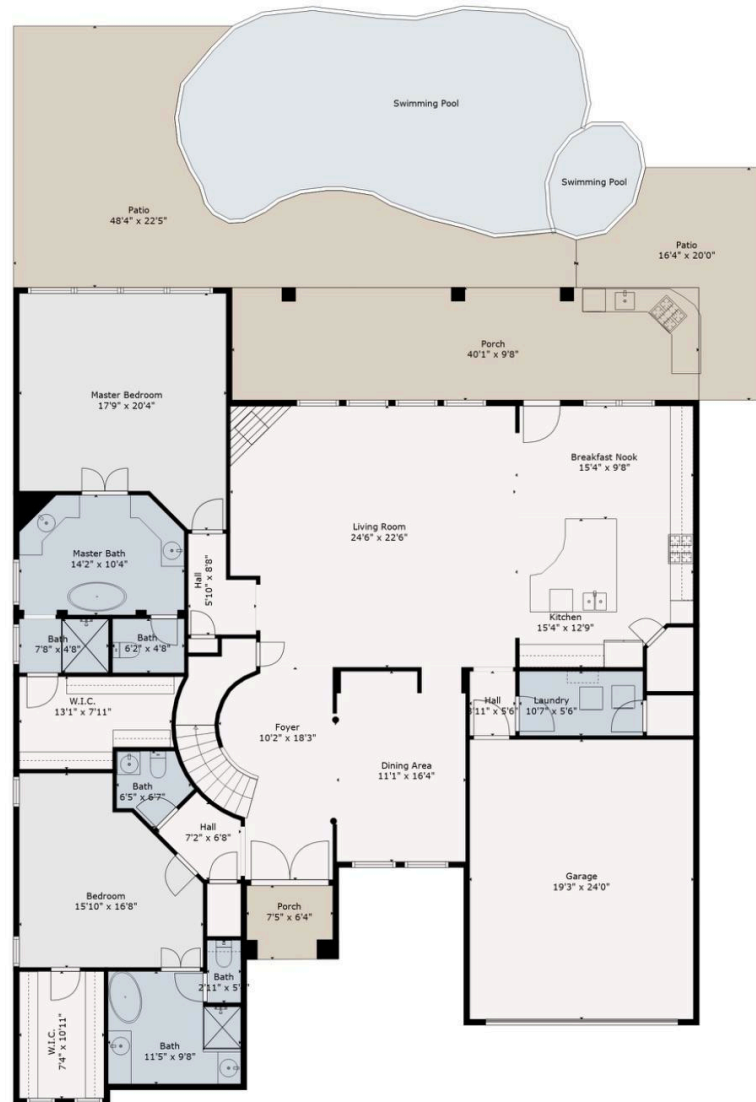 Swimming Pool
Swimming Pool
Patio
48'4" x 22'5"
Patio
16'4" x 20'0"
Porch
40'1" x 9'8"
Master Bedroom
17'9" x 20'4"
Breakfast Nook
15'4" x 9'8"
Living Room
24'6" x 22'6"
Master Bath
14'2" x 10'4"
Hall
5'10" x 8'8"
Kitchen
15'4" x 12'9"
Bath
7'8" x 4'8"
Bath
6'2" x 4'8"
W.I.C.
13'1" x 7'11"
Foyer
10'2" x 18'3"
Hall
x 5'6"
Laundry
10'7" x 5'6"
Dining Area
11'1" x 16'4"
Bath
6'5" x 6'7"
Hall
7'2" x 6'8"
Bedroom
15'10" x 16'8"
Garage
19'3" x 24'0"
Porch
7'5" x 6'4"
Bath
2'11" x
W.I.C.
7'4" x 10'11"
Bath
11'5" x 9'8"